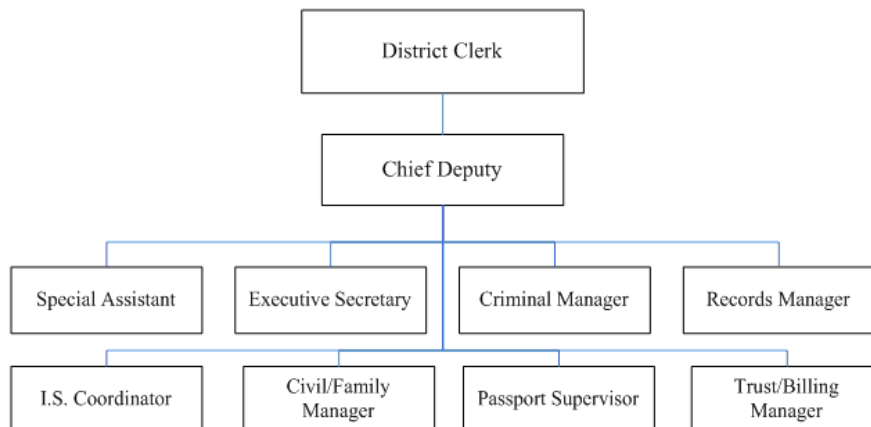 District Clerk
Chief Deputy
Special Assistant
Executive Secretary
Criminal Manager
Records Manager
I.S. Coordinator
Civil/Family
Manager
Passport Supervisor
Trust/Billing
Manager